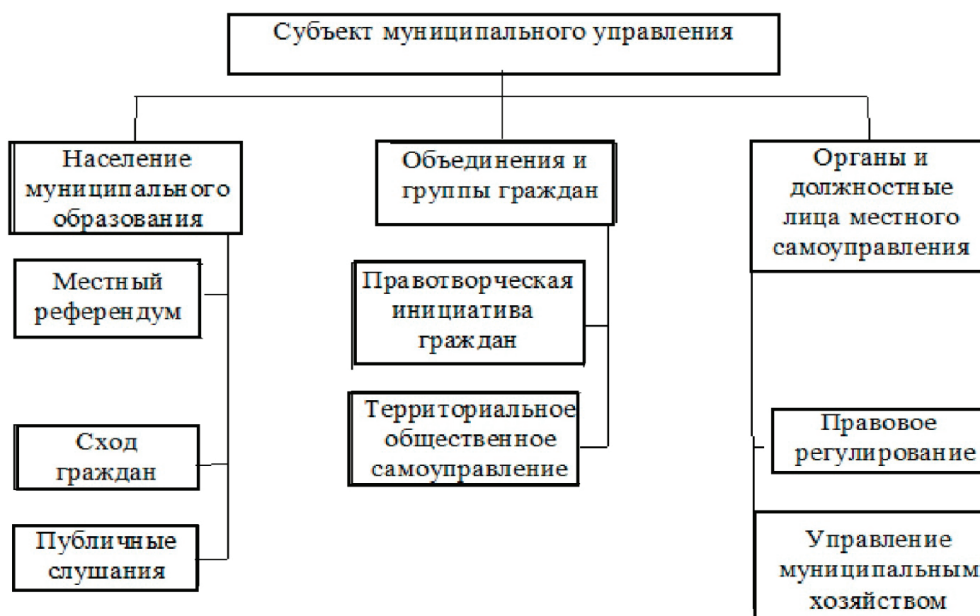 Субъект муниципального управления
Население
муниципального
образования
Местный
референдум
Сход
граждан
Публичные
слушания
Объединения и
группы граждан
Правотворческая
инициатива
граждан
Территориальное
общественное
самоуправление
Органы и
должностные
лица местного
самоуправления
Правовое
регулирование
Управление
муниципальным
хозяйством